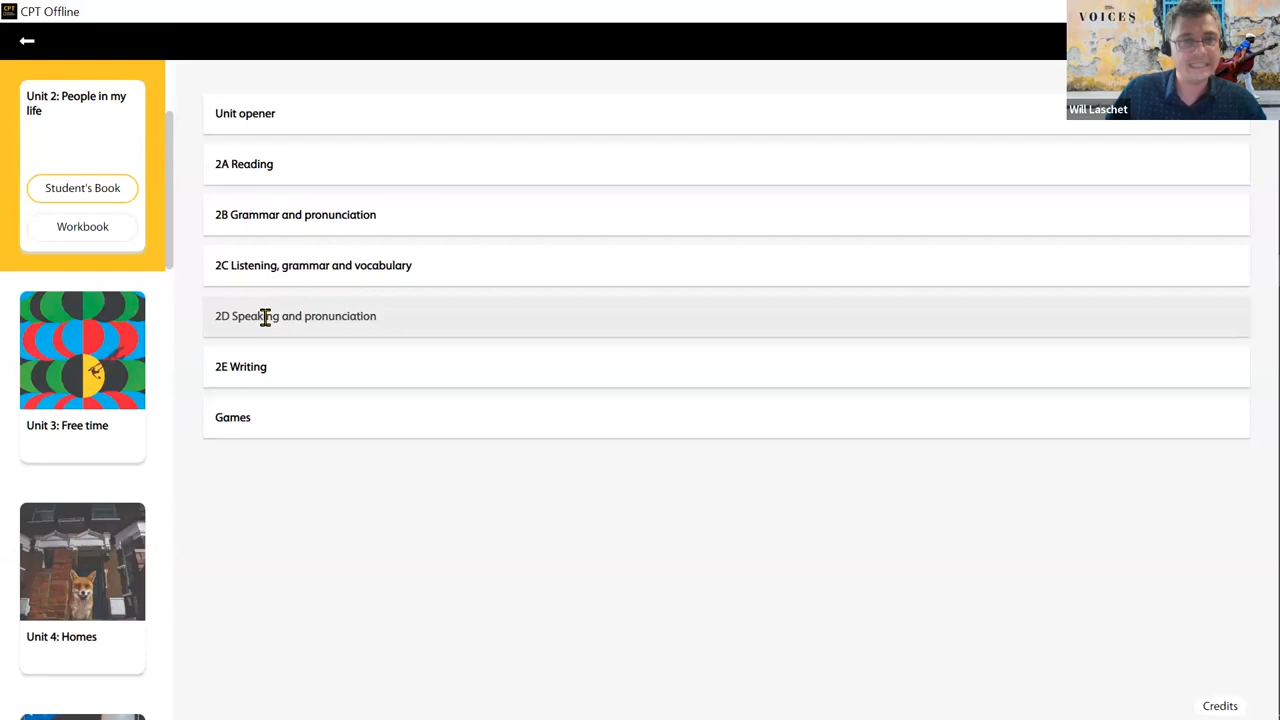 CPT
CPT Offline
VOICES
Will Laschet
Unit 2: People in my
life
Student's Book
Workbook
Unit 3: Free time
Unit 4: Homes
Unit opener
2A Reading
2B Grammar and pronunciation
2C Listening, grammar and vocabulary
2D Speaking and pronunciation
2E Writing
Games
Credits